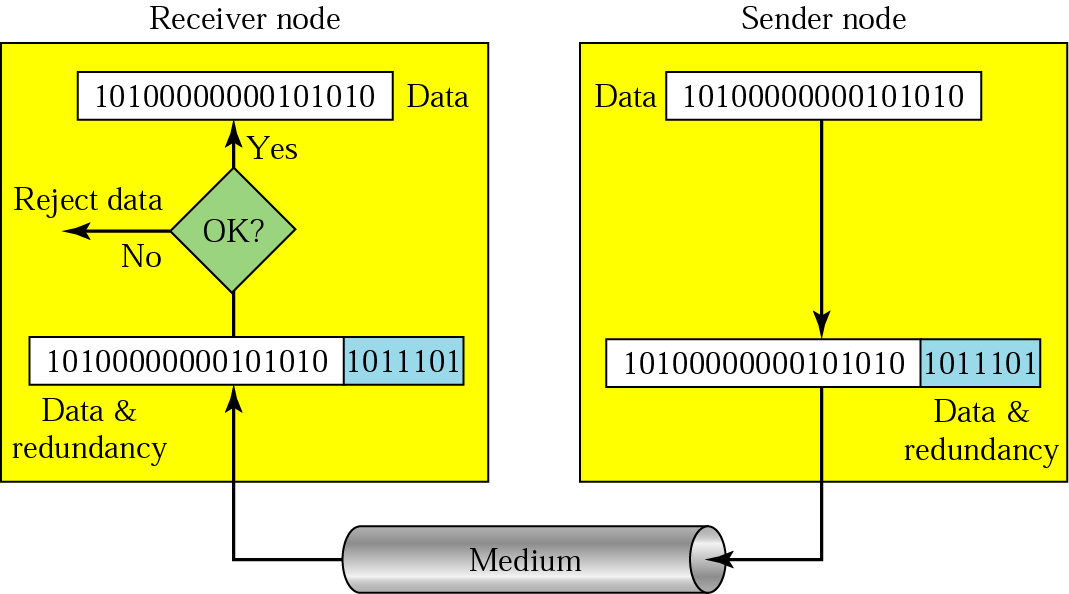 Receiver node
Sender node
10100000000101010 Data
Data 10100000000101010
Yes
Reject data
OK?
No
10100000000101010 1011101
10100000000101010 1011101
Data &
redundancy
Data &
redundancy
Medium